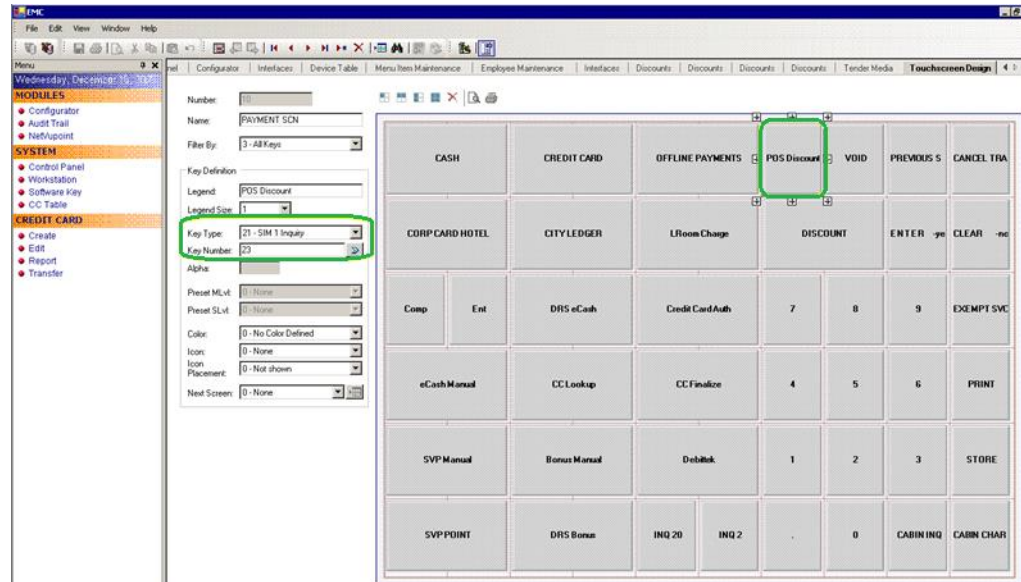 EMC
File Edit View Window Help
Menu
Wednesday, December 19, 
MODULES
Configurator
Audit Trail
NetVupoint
SYSTEM
Control Panel
Workstation
Software Key
CC Table
CREDIT CARD
Create
Edit
Report
Transfer
nel Configurator Interfaces Device Table Menu Item Maintenance Employee Maintenance Interfaces Discounts Discounts Discounts Discounts Tender Media Touchscreen Design
Number: 10
Name: PAYMENT SCN
Filter By: 3 - All Keys
Key Definition
Legend: POS Discount
Legend Size: 1
Key Type: 21 - SIM 1 Inquiry
Key Number: 23
Alpha:
Preset MLvl: 0 - None
Preset SLvl: 0 - None
Color: 0 - No Color Defined
Icon: 0 - None
Icon Placement: 0 - Not shown
Next Screen: 0 - None
CASH CREDIT CARD OFFLINE PAYMENTS POS Discount VOID PREVIOUS S CANCEL TRA
CORP CARD HOTEL CITY LEDGER LRoom Charge DISCOUNT ENTER -ye CLEAR -no
Comp Ent DRS eCash Credit Card Auth 7 8 9 EXEMPT SVC
eCash Manual CC Lookup CC Finalize 4 5 6 PRINT
SVP Manual Bonus Manual Debittek 1 2 3 STORE
SVP POINT DRS Bonus INQ 20 INQ 2 . 0 CABIN INQ CABIN CHAR